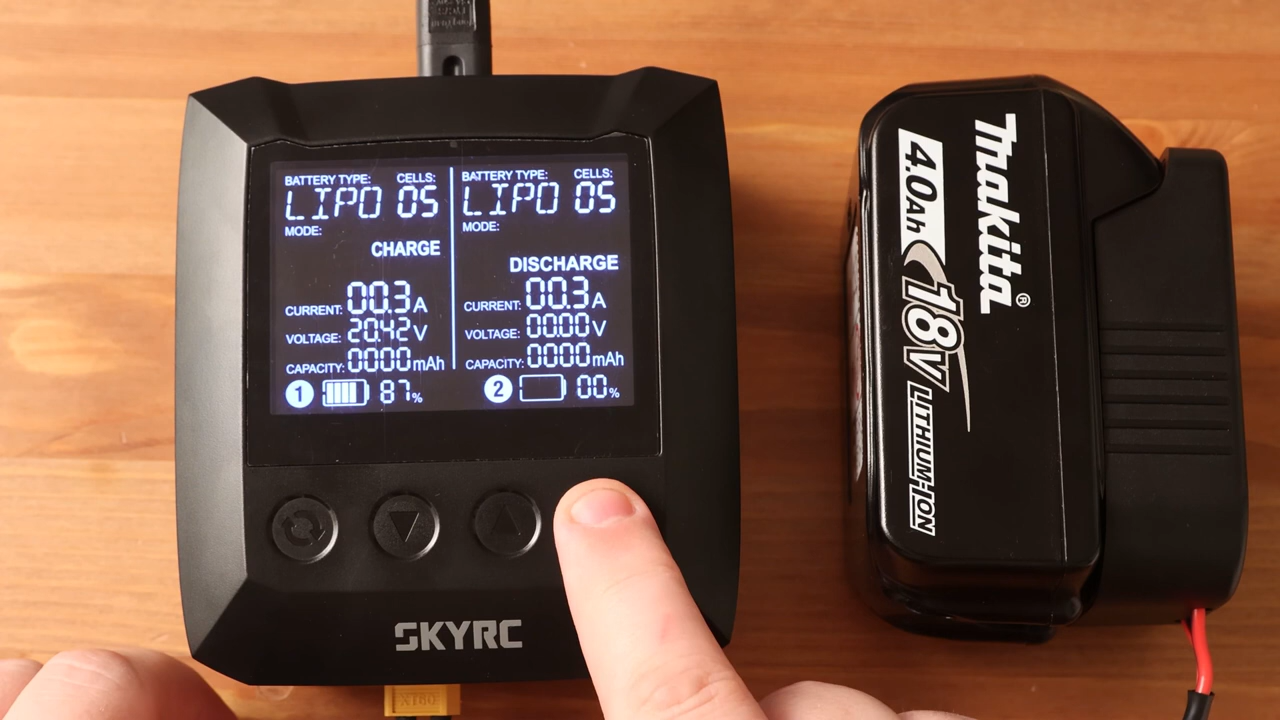 BATTERY TYPE: CELLS:
LIPO 05
MODE:
CHARGE
CURRENT: 00.3 A
VOLTAGE: 20.42 V
CAPACITY: 0000 mAh
1 87 %
BATTERY TYPE: CELLS:
LIPO 05
MODE:
DISCHARGE
CURRENT: 00.3 A
VOLTAGE: 00.00 V
CAPACITY: 0000 mAh
2 00 %
SKYRC
XT60
Makita®
4.0Ah
18V LITHIUM-ION